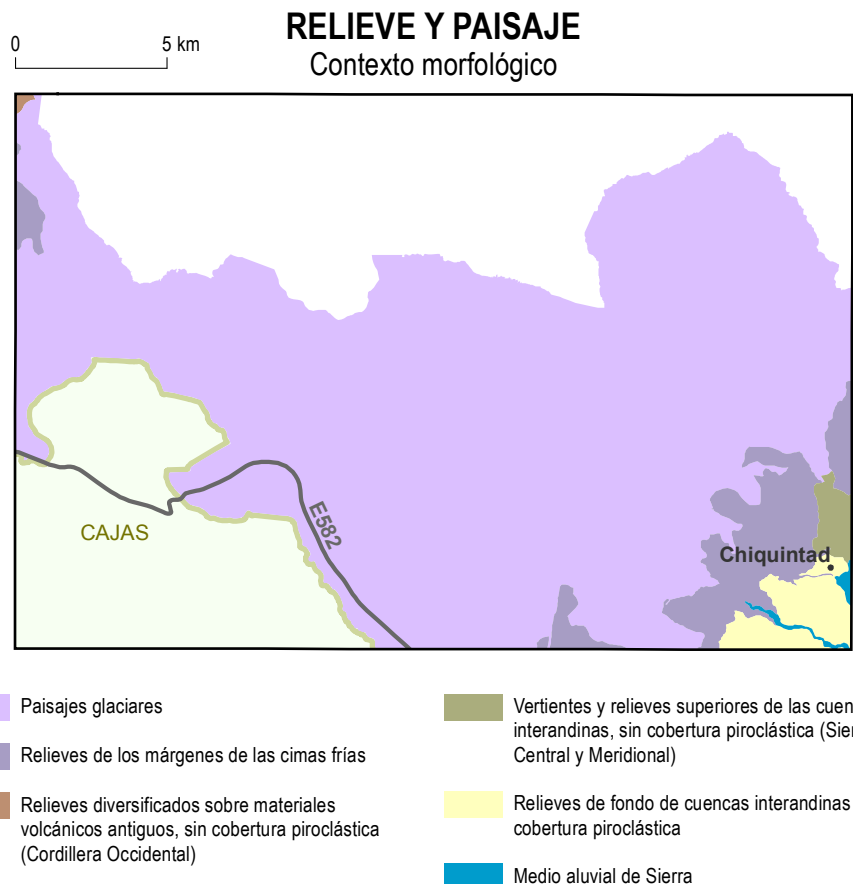 RELIEVE Y PAISAJE
Contexto morfológico
0 5 km
CAJAS
E582
Chiquintad
Paisajes glaciares
Relieves de los márgenes de las cimas frías
Relieves diversificados sobre materiales
volcánicos antiguos, sin cobertura piroclástica
(Cordillera Occidental)
Vertientes y relieves superiores de las cuen
interandinas, sin cobertura piroclástica (Sier
Central y Meridional)
Relieves de fondo de cuencas interandinas
cobertura piroclástica
Medio aluvial de Sierra